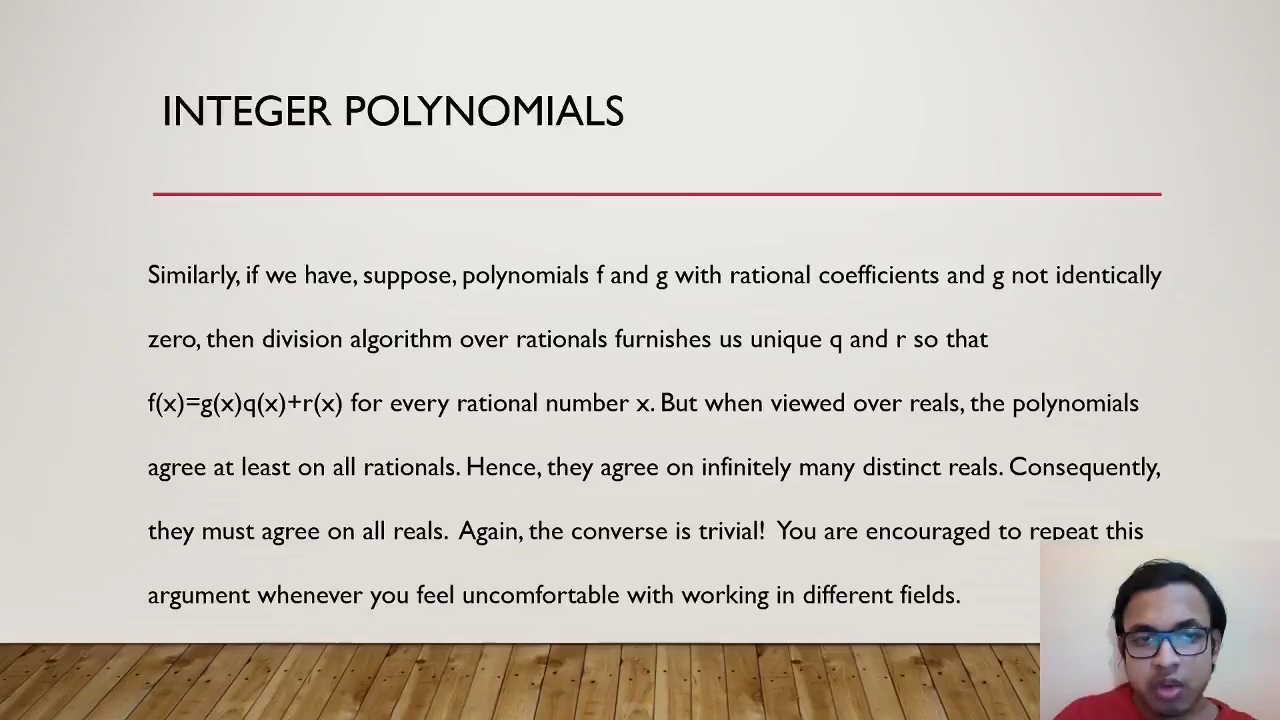 INTEGER POLYNOMIALS
Similarly, if we have, suppose, polynomials f and g with rational coefficients and g not identically
zero, then division algorithm over rationals furnishes us unique q and r so that
f(x)=g(x)q(x)+r(x) for every rational number x. But when viewed over reals, the polynomials
agree at least on all rationals. Hence, they agree on infinitely many distinct reals. Consequently,
they must agree on all reals. Again, the converse is trivial! You are encouraged to repeat this
argument whenever you feel uncomfortable with working in different fields.